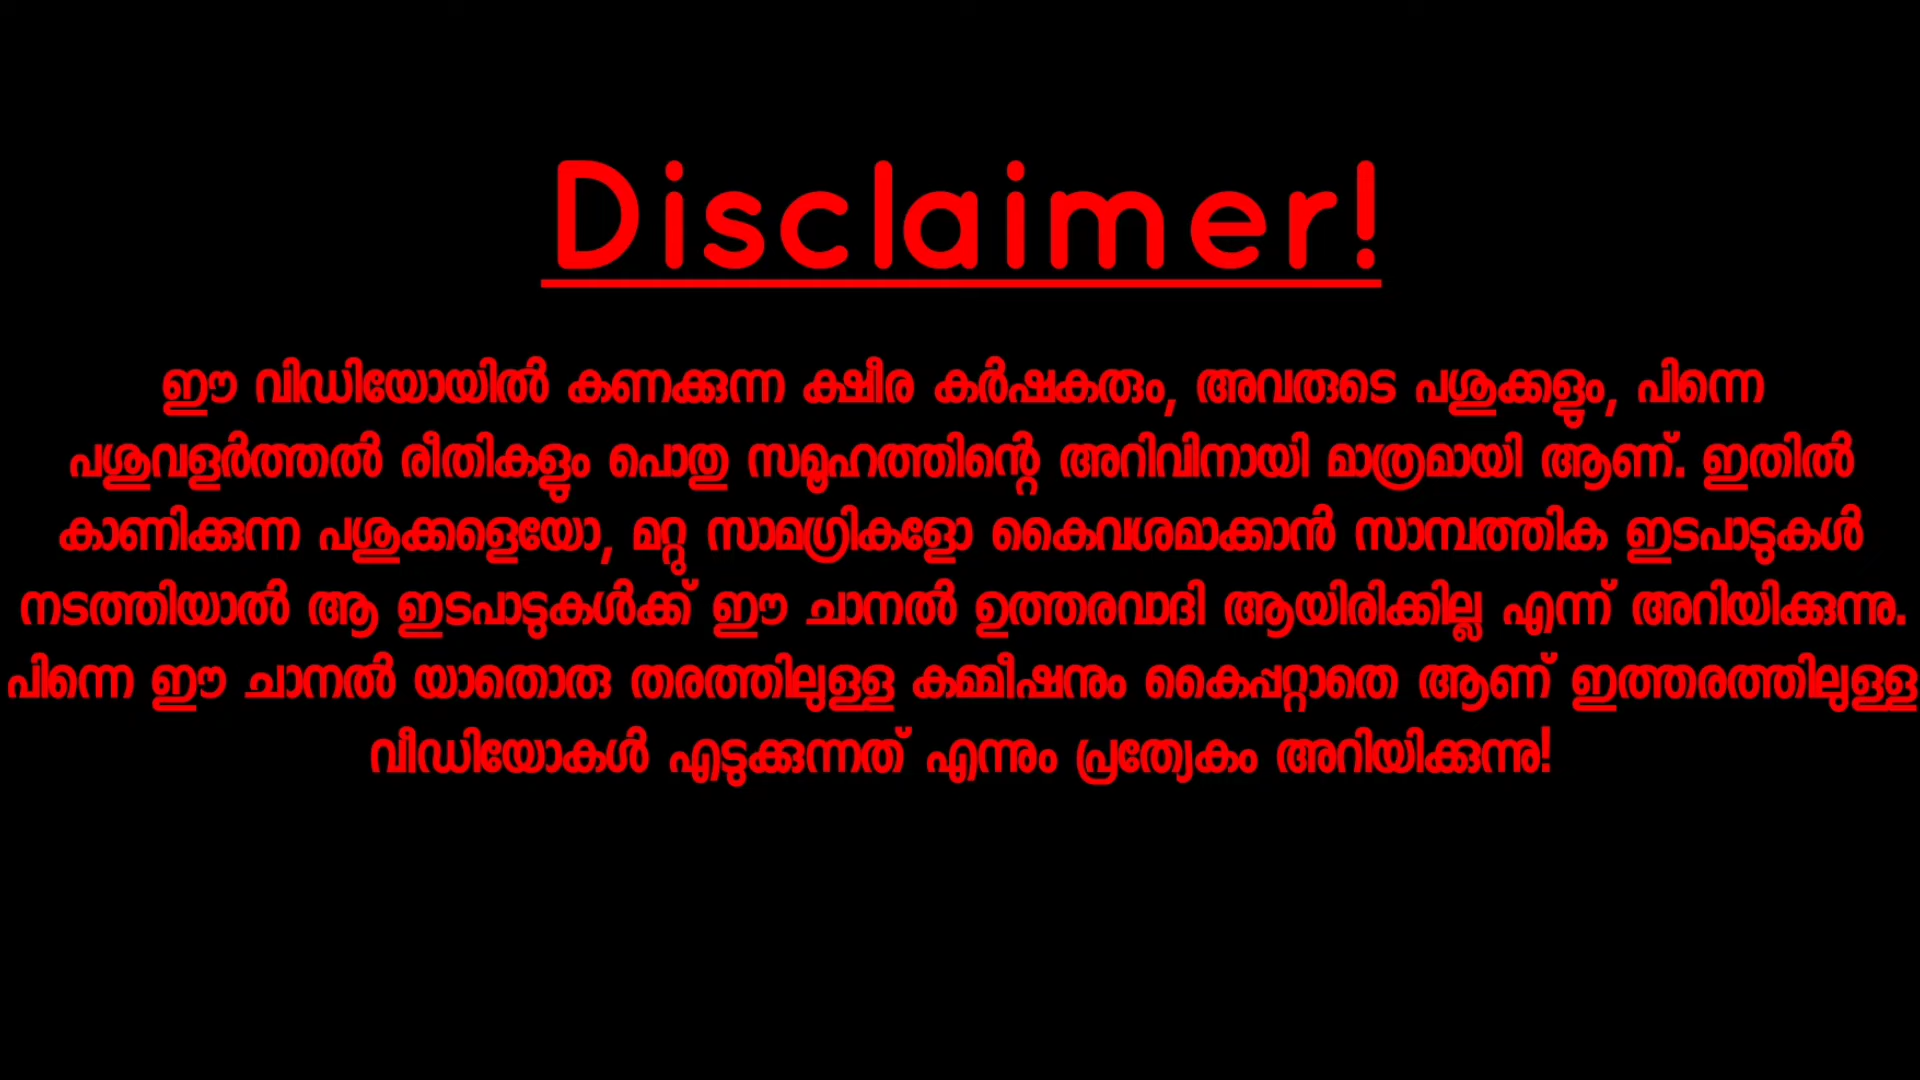 Disclaimer!
ഈ വിഡിയോയിൽ കണക്കുന്ന ക്ഷീര കർഷകരും, അവരുടെ പശുക്കളും, പിന്നെ
പശുവളർത്തൽ രീതികളും പൊതു സമൂഹത്തിന്റെ അറിവിനായി മാത്രമായി ആണ്. ഇതിൽ
കാണിക്കുന്ന പശുക്കളെയോ, മറ്റു സാമഗ്രികളോ കൈവശമാക്കാൻ സാമ്പത്തിക ഇടപാടുകൾ
നടത്തിയാൽ ആ ഇടപാടുകൾക്ക് ഈ ചാനൽ ഉത്തരവാദി ആയിരിക്കില്ല എന്ന് അറിയിക്കുന്നു.
പിന്നെ ഈ ചാനൽ യാതൊരു തരത്തിലുള്ള കമ്മീഷനും കൈപ്പറ്റാതെ ആണ് ഇത്തരത്തിലുള്ള
വീഡിയോകൾ എടുക്കുന്നത് എന്നും പ്രത്യേകം അറിയിക്കുന്നു!